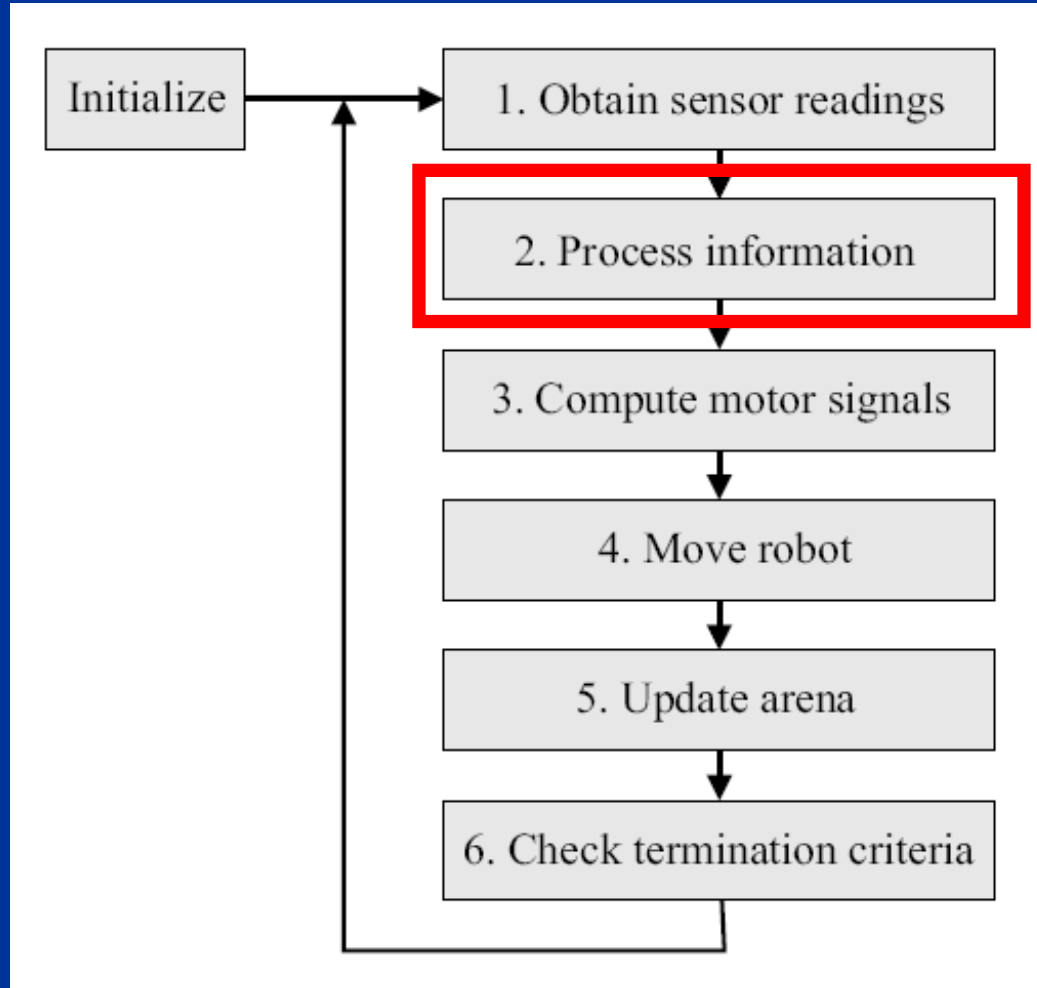 Initialize
1. Obtain sensor readings
2. Process information
3. Compute motor signals
4. Move robot
5. Update arena
6. Check termination criteria